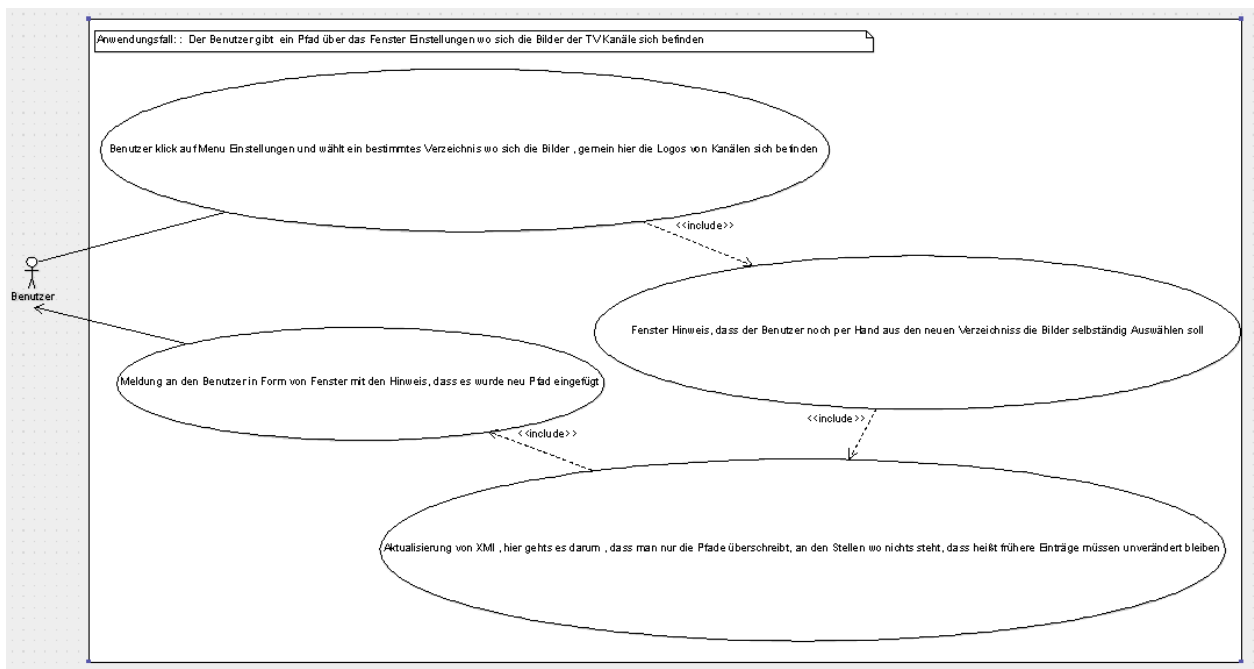 Anwendungsfall: : Der Benutzer gibt ein Pfad über das Fenster Einstellungen wo sich die Bilder der TV Kanäle sich befinden
Benutzer klick auf Menu Einstellungen und wählt ein bestimmtes Verzeichnis wo sich die Bilder , gemein hier die Logos von Kanälen sich befinden
<<include>>
Benutzer
Fenster Hinweis, dass der Benutzer noch per Hand aus den neuen Verzeichniss die Bilder selbständig Auswählen soll
Meldung an den Benutzer in Form von Fenster mit den Hinweis, dass es wurde neu Pfad eingefügt
<<include>>
<<include>>
Aktualisierung von XMl , hier gehts es darum , dass man nur die Pfade überschreibt, an den Stellen wo nichts steht, dass heißt frühere Einträge müssen unverändert bleiben